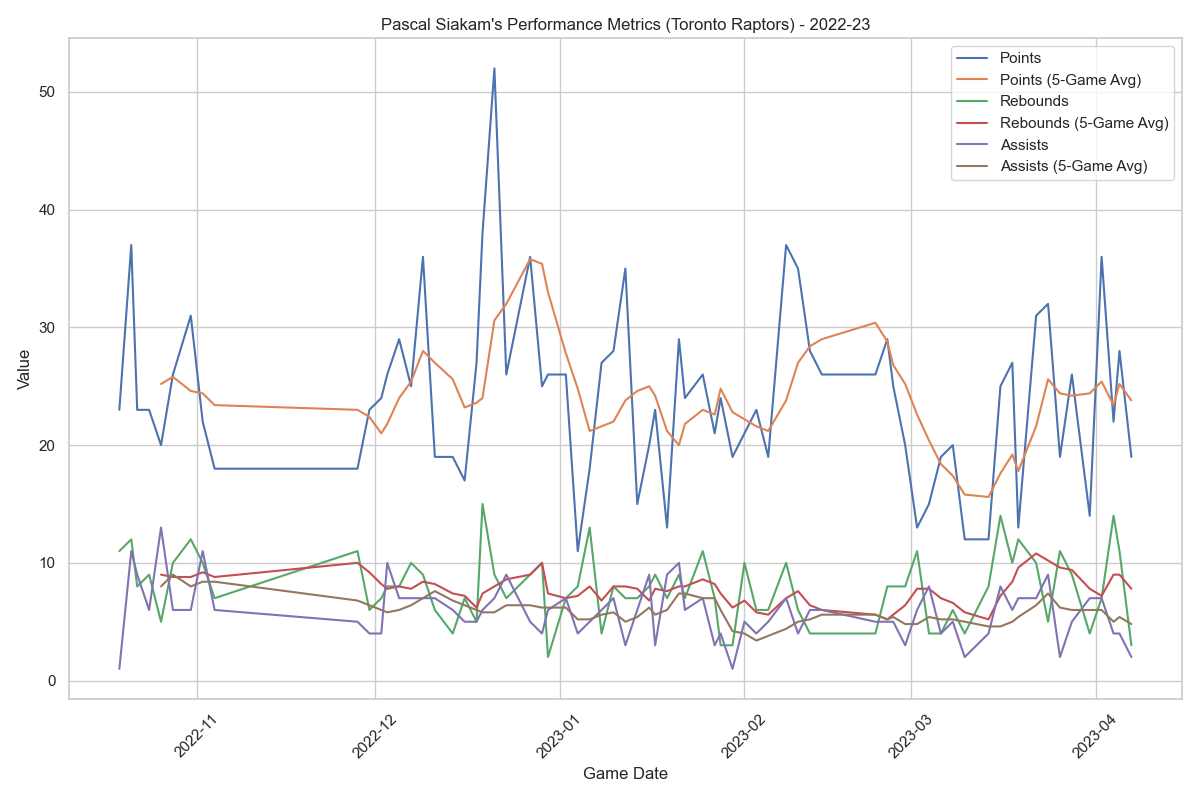 Pascal Siakam's Performance Metrics (Toronto Raptors) - 2022-23
Points
Points (5-Game Avg)
Rebounds
Rebounds (5-Game Avg)
Assists
Assists (5-Game Avg)
Value
50
40
30
20
10
0
2022-11
2022-12
2023-01
2023-02
2023-03
2023-04
Game Date